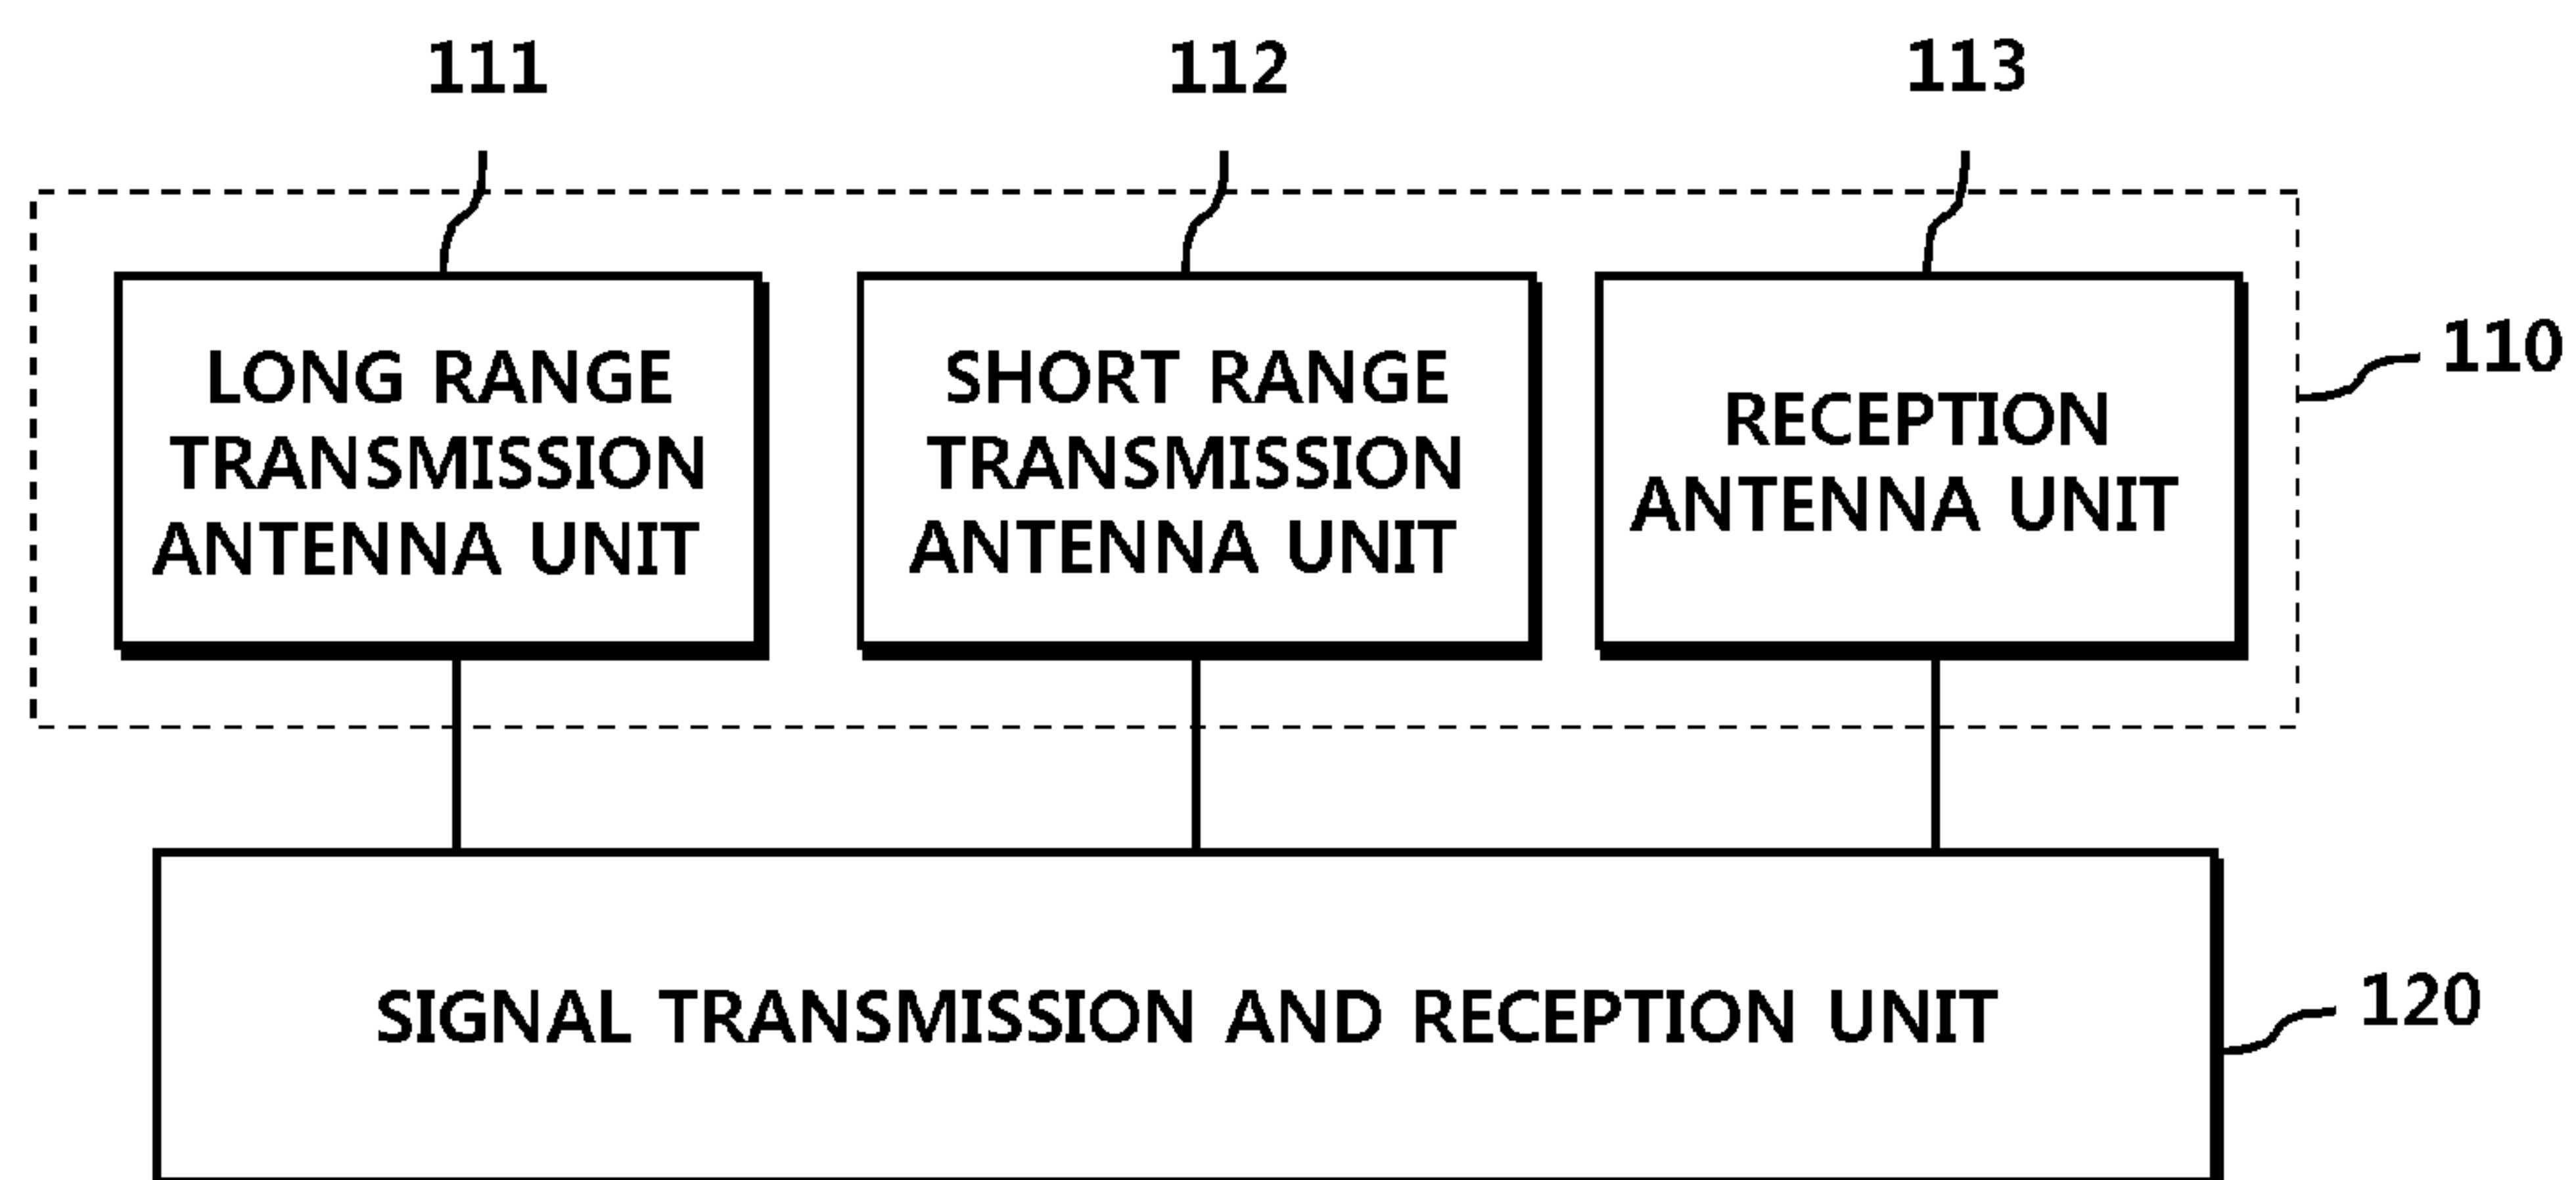 111
112
113
LONG RANGE
TRANSMISSION
ANTENNA UNIT
SHORT RANGE
TRANSMISSION
ANTENNA UNIT
RECEPTION
ANTENNA UNIT
110
SIGNAL TRANSMISSION AND RECEPTION UNIT
120